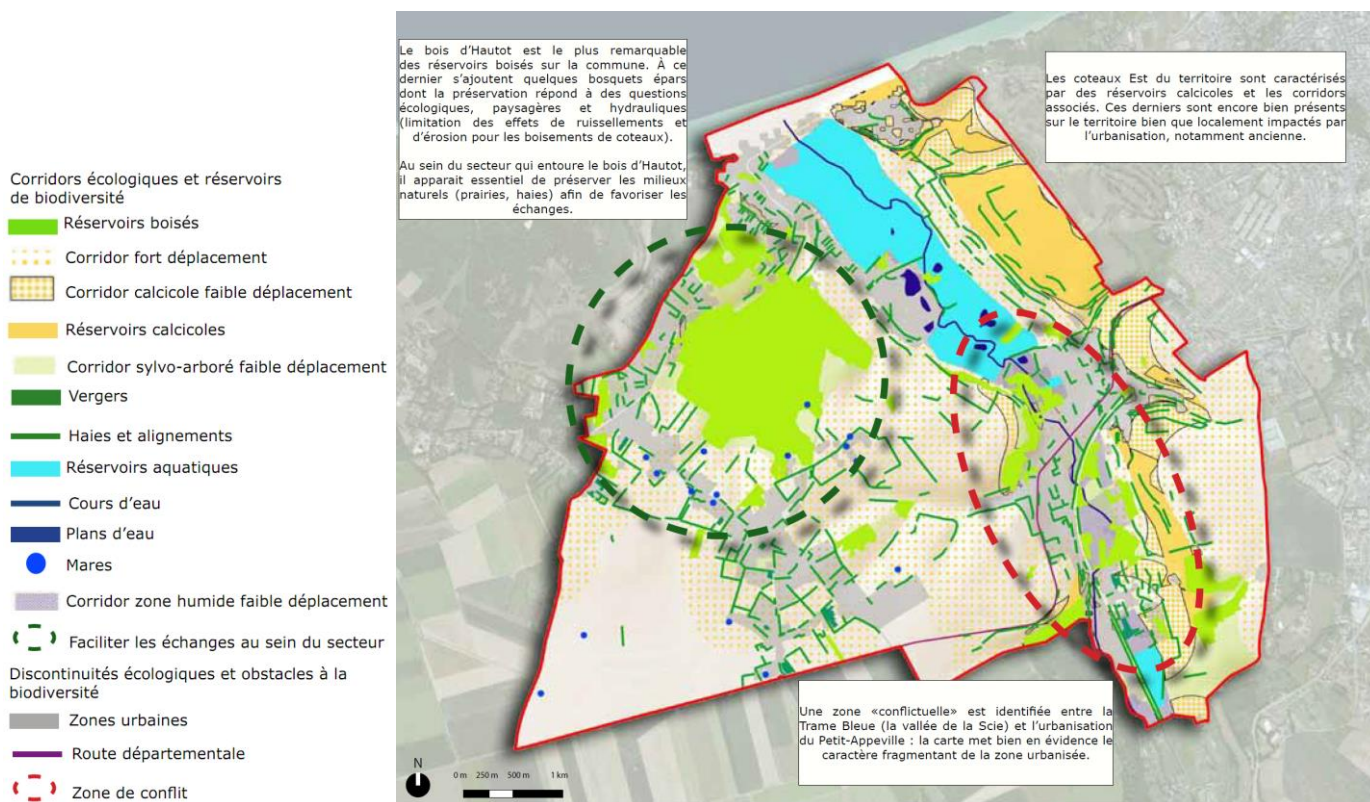 Corridors écologiques et réservoirs
de biodiversité
Réservoirs boisés
Corridor fort déplacement
Corridor calcicole faible déplacement
Réservoirs calcicoles
Corridor sylvo-arboré faible déplacement
Vergers
Haies et alignements
Réservoirs aquatiques
Cours d'eau
Plans d'eau
Mares
Corridor zone humide faible déplacement
Faciliter les échanges au sein du secteur
Discontinuités écologiques et obstacles à la
biodiversité
Zones urbaines
Route départementale
Zone de conflit
Le bois d'Hautot est le plus remarquable
des réservoirs boisés sur la commune. À ce
dernier s'ajoutent quelques bosquets épars
dont la préservation répond à des questions
écologiques, paysagères et hydrauliques
(limitation des effets de ruissellements et
d'érosion pour les boisements de coteaux).
Au sein du secteur qui entoure le bois d'Hautot,
il apparait essentiel de préserver les milieux
naturels (prairies, haies) afin de favoriser les
échanges.
Les coteaux Est du territoire sont caractérisés
par des réservoirs calcicoles et les corridors
associés. Ces derniers sont encore bien présents
sur le territoire bien que localement impactés par
l'urbanisation, notamment ancienne.
Une zone «conflictuelle» est identifiée entre la
Trame Bleue (la vallée de la Scie) et l'urbanisation
du Petit-Appeville : la carte met bien en évidence le
caractère fragmentant de la zone urbanisée.
N
0 m 250 m 500 m 1 km